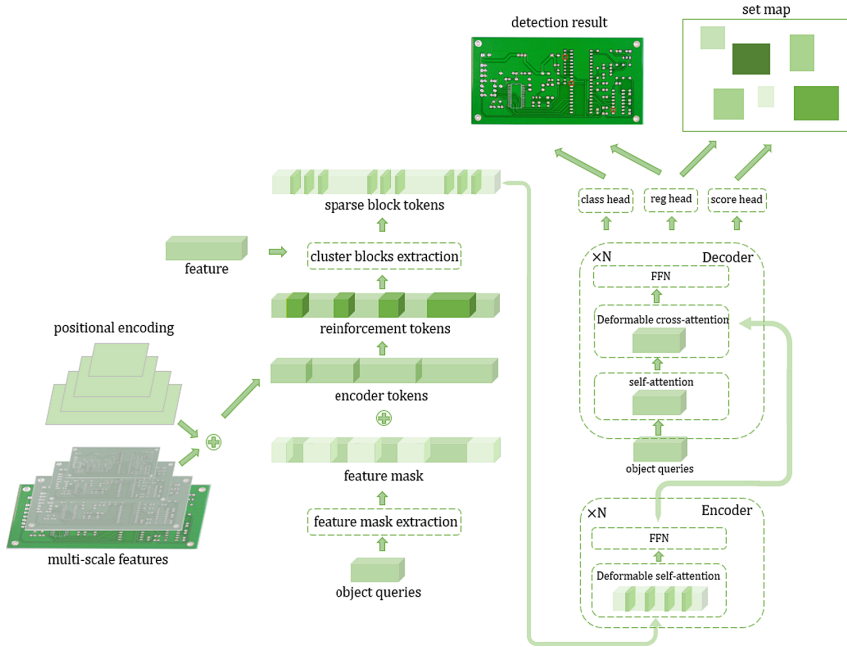 detection result
set map
sparse block tokens
class head
reg head
score head
feature
cluster blocks extraction
×N
Decoder
FFN
reinforcement tokens
positional encoding
Deformable cross-attention
encoder tokens
self-attention
feature mask
object queries
feature mask extraction
×N
Encoder
FFN
multi-scale features
Deformable self-attention
object queries